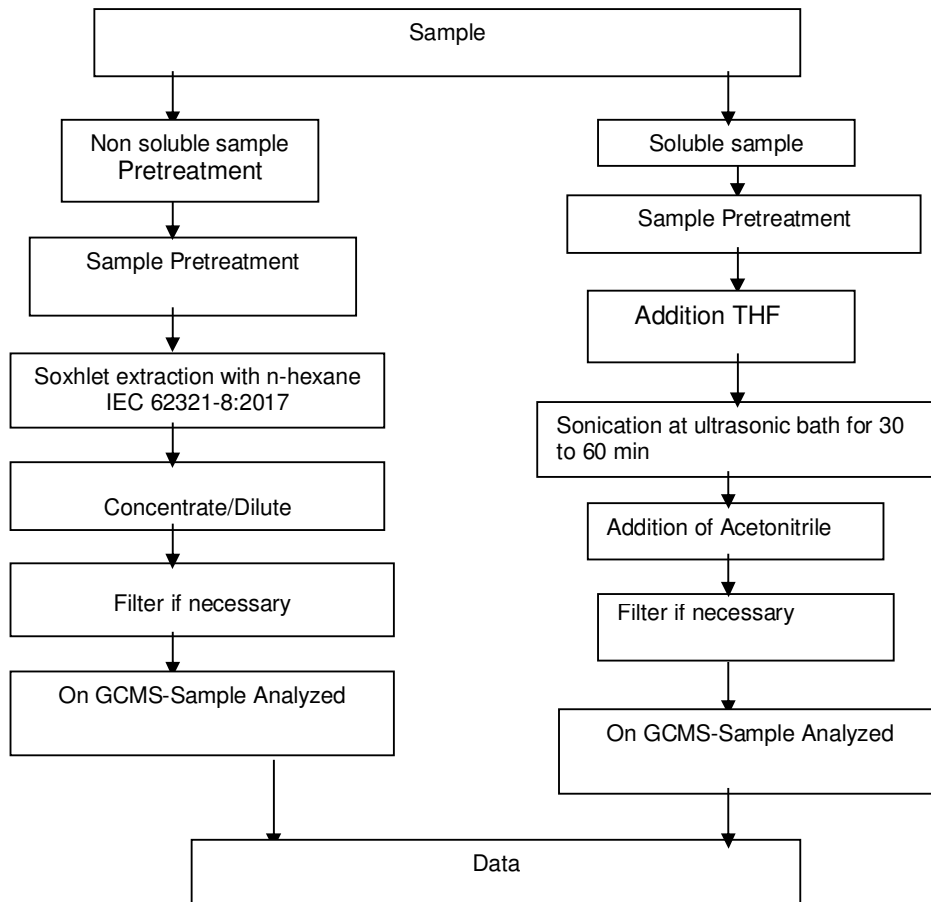 Sample
Non soluble sample
Pretreatment
Sample Pretreatment
Soxhlet extraction with n-hexane
IEC 62321-8:2017
Concentrate/Dilute
Filter if necessary
On GCMS-Sample Analyzed
Soluble sample
Sample Pretreatment
Addition THF
Sonication at ultrasonic bath for 30
to 60 min
Addition of Acetonitrile
Filter if necessary
On GCMS-Sample Analyzed
Data